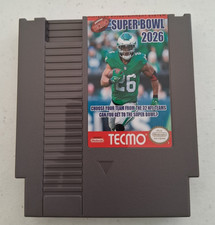 SUPER BOWL
2026
26
CHOOSE YOUR TEAM FROM THE 32 NFL TEAMS
CAN YOU GET TO THE SUPER BOWL?
TECMO